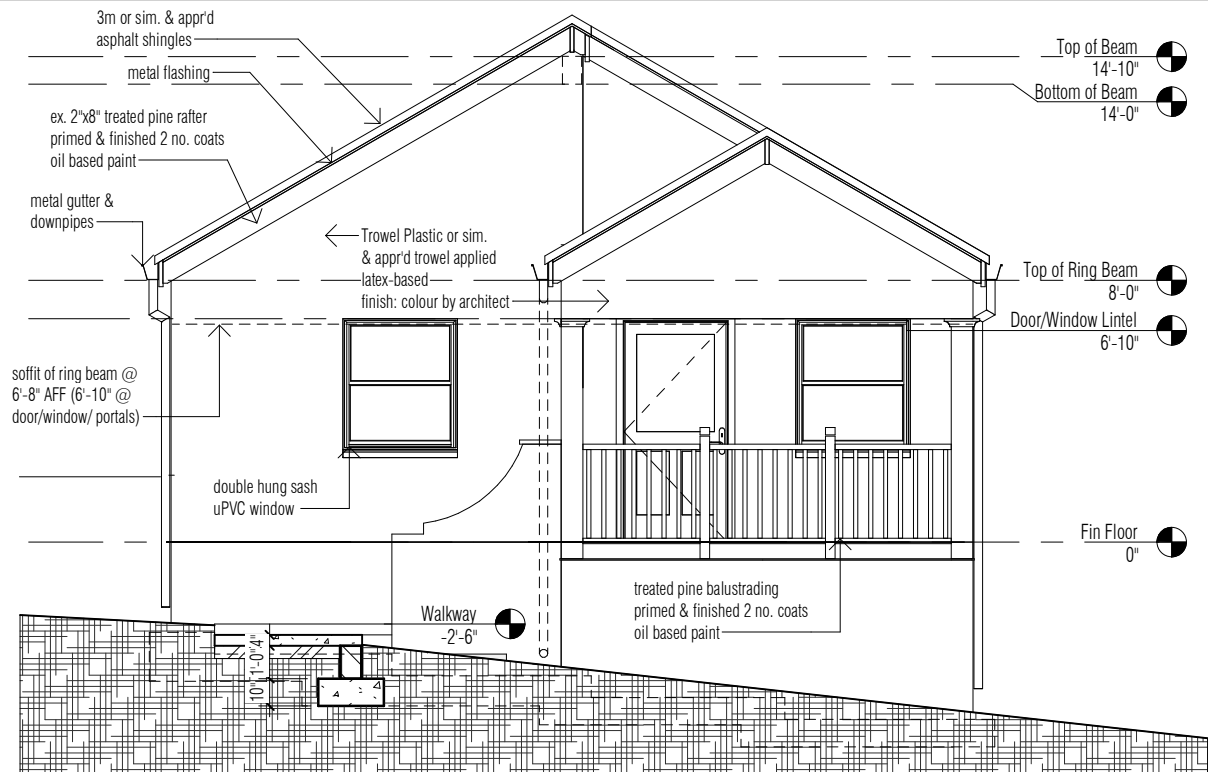 3m or sim. & appr'd
asphalt shingles
metal flashing
ex. 2"x8" treated pine rafter
primed & finished 2 no. coats
oil based paint
metal gutter &
downpipes
Trowel Plastic or sim.
& appr'd trowel applied
latex-based
finish: colour by architect
soffit of ring beam @
6'-8" AFF (6'-10" @
door/window/ portals)
double hung sash
uPVC window
treated pine balustrading
primed & finished 2 no. coats
oil based paint
Walkway
-2'-6"
4"
1'-0"
10"
Top of Beam
14'-10"
Bottom of Beam
14'-0"
Top of Ring Beam
8'-0"
Door/Window Lintel
6'-10"
Fin Floor
0"